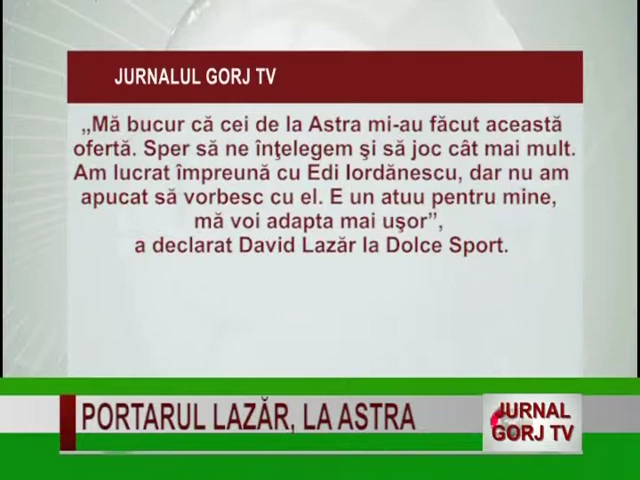 JURNALUL GORJ TV
„Mă bucur că cei de la Astra mi-au făcut această
ofertă. Sper să ne înţelegem şi să joc cât mai mult.
Am lucrat împreună cu Edi Iordănescu, dar nu am
apucat să vorbesc cu el. E un atuu pentru mine,
mă voi adapta mai uşor”,
a declarat David Lazăr la Dolce Sport.
PORTARUL LAZĂR, LA ASTRA
JURNAL
GORJ TV